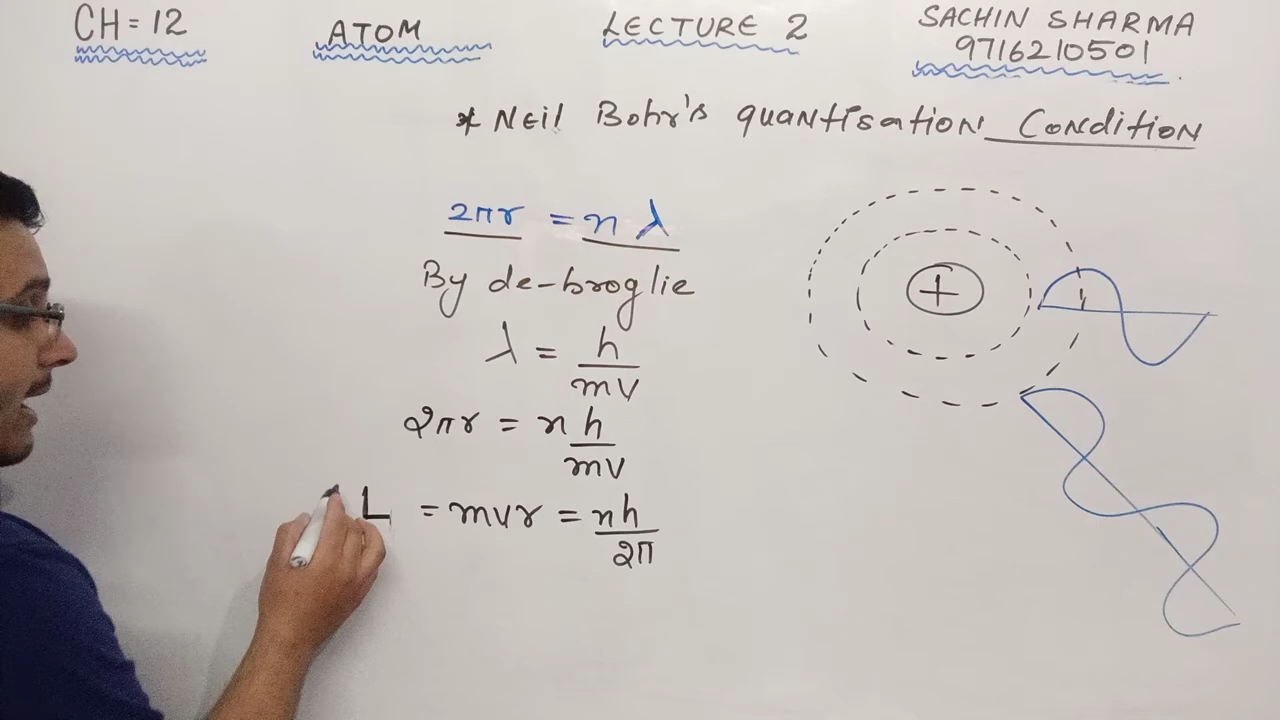 CH = 12 ATOM LECTURE 2 SACHIN SHARMA
9716210501
* NEil Bohr's quantisation Condition
2πr = nλ
By de-broglie
λ = h/mv
2πr = n h/mv
L = mvr = nh/2π
+